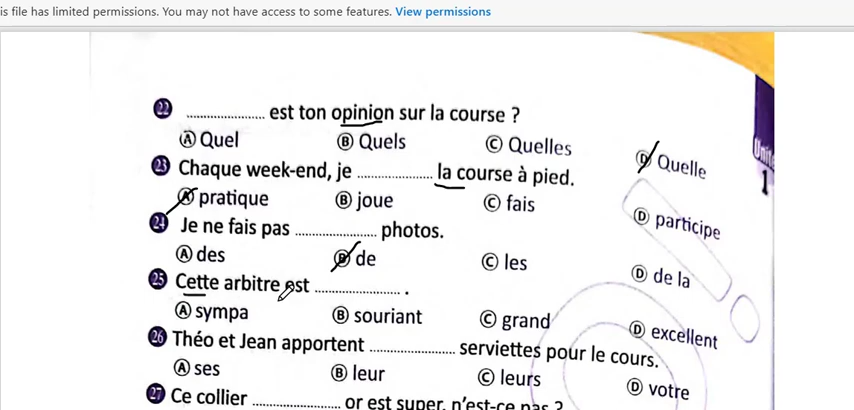 is file has limited permissions. You may not have access to some features. View permissions
22 .................... est ton opinion sur la course ?
A Quel B Quels C Quelles D Quelle
23 Chaque week-end, je .................... la course à pied.
A pratique B joue C fais D participe
24 Je ne fais pas .................... photos.
A des B de C les D de la
25 Cette arbitre est .................... .
A sympa B souriant C grand D excellent
26 Théo et Jean apportent .................... serviettes pour le cours.
A ses B leur C leurs D votre
27 Ce collier .................... or est super, n'est-ce pas ?
Unité
1